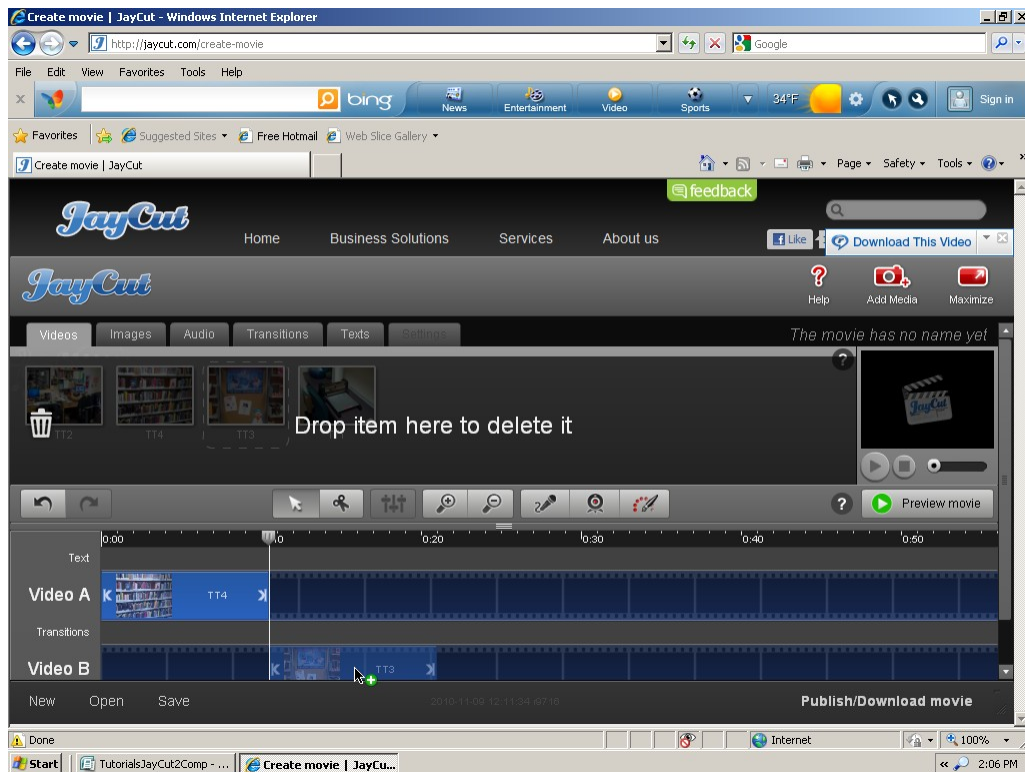 Create movie | JayCut - Windows Internet Explorer
http://jaycut.com/create-movie
Google
File Edit View Favorites Tools Help
bing
News Entertainment Video Sports 34°F Sign in
Favorites Suggested Sites Free Hotmail Web Slice Gallery
Create movie | JayCut
Page Safety Tools
feedback
JayCut
Home Business Solutions Services About us
Like
Download This Video
JayCut
Help Add Media Maximize
Videos Images Audio Transitions Texts Settings
The movie has no name yet
TT2 TT4 TT3
Drop item here to delete it
JayCut
Preview movie
0:00 0:20 0:30 0:40 0:50
Text
Video A TT4
Transitions
Video B TT3
New Open Save
Publish/Download movie
Done Internet 100%
Start TutorialsJayCut2Comp - ... Create movie | JayCu... 2:06 PM